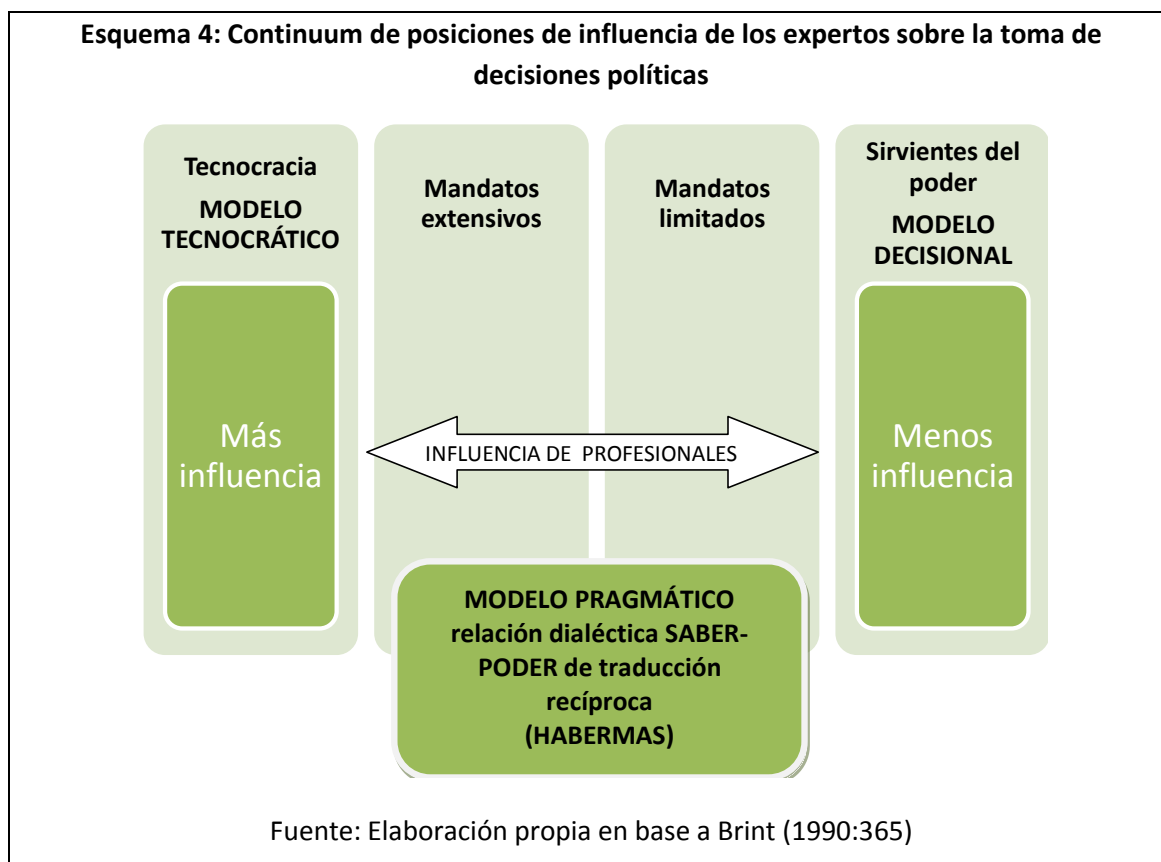 Esquema 4: Continuum de posiciones de influencia de los expertos sobre la toma de
decisiones políticas
Tecnocracia
MODELO
TECNOCRÁTICO
Más
influencia
Mandatos
extensivos
Mandatos
limitados
Sirvientes del
poder
MODELO
DECISIONAL
Menos
influencia
INFLUENCIA DE PROFESIONALES
MODELO PRAGMÁTICO
relación dialéctica SABER-
PODER de traducción
recíproca
(HABERMAS)
Fuente: Elaboración propia en base a Brint (1990:365)